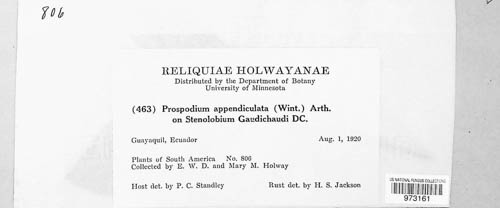 806
RELIQUIAE HOLWAYANAE
Distributed by the Department of Botany
University of Minnesota
(463) Prospodium appendiculata (Wint.) Arth.
on Stenolobium Gaudichaudi DC.
Guayaquil, Ecuador Aug. 1, 1920
Plants of South America No. 806
Collected by E. W. D. and Mary M. Holway
Host det. by P. C. Standley Rust det. by H. S. Jackson
US NATIONAL FUNGUS COLLECTIONS
973161